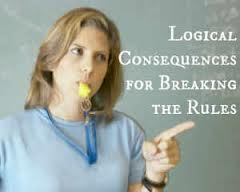 Logical
Consequences
for Breaking
the Rules